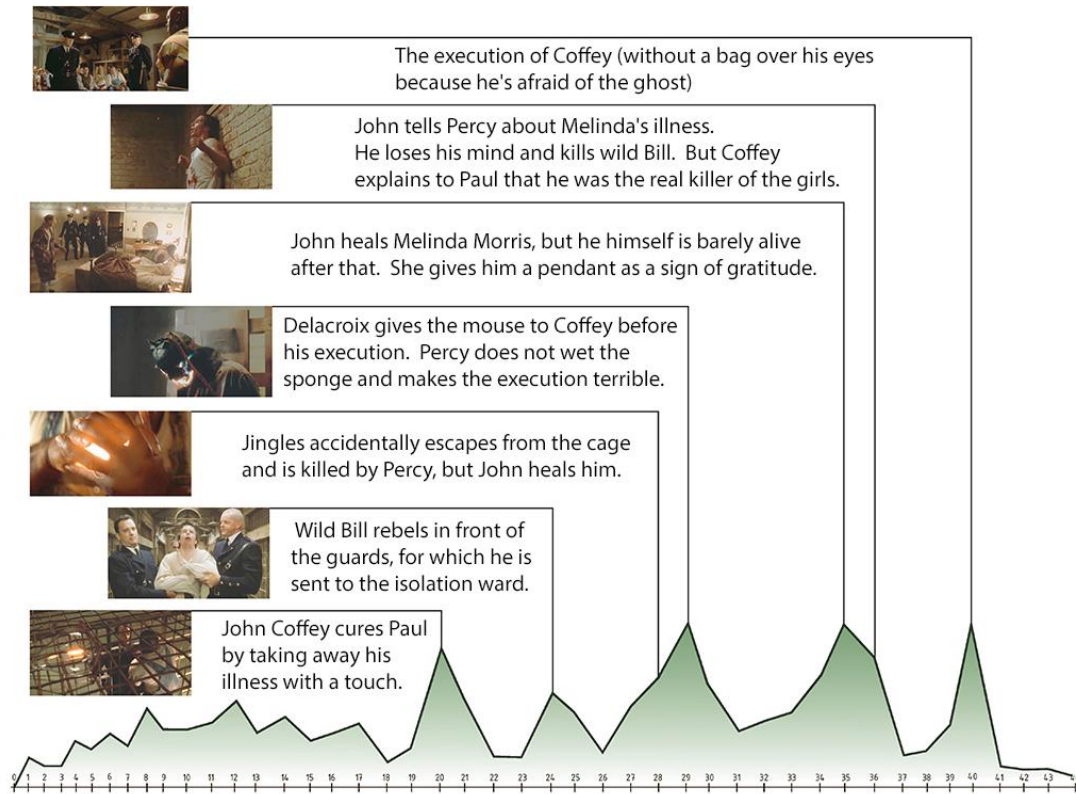 The execution of Coffey (without a bag over his eyes
because he's afraid of the ghost)
John tells Percy about Melinda's illness.
He loses his mind and kills wild Bill. But Coffey
explains to Paul that he was the real killer of the girls.
John heals Melinda Morris, but he himself is barely alive
after that. She gives him a pendant as a sign of gratitude.
Delacroix gives the mouse to Coffey before
his execution. Percy does not wet the
sponge and makes the execution terrible.
Jingles accidentally escapes from the cage
and is killed by Percy, but John heals him.
Wild Bill rebels in front of
the guards, for which he is
sent to the isolation ward.
John Coffey cures Paul
by taking away his
illness with a touch.
0 1 2 3 4 5 6 7 8 9 10 11 12 13 14 15 16 17 18 19 20 21 22 23 24 25 26 27 28 29 30 31 32 33 34 35 36 37 38 39 40 41 42 43